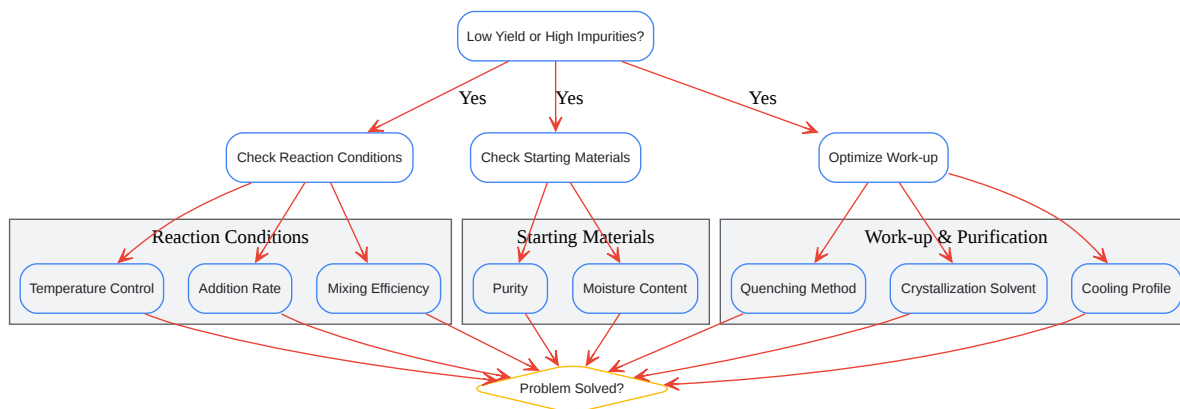 Low Yield or High Impurities?
Yes
Yes
Yes
Check Reaction Conditions
Check Starting Materials
Optimize Work-up
Reaction Conditions
Starting Materials
Work-up & Purification
Temperature Control
Addition Rate
Mixing Efficiency
Purity
Moisture Content
Quenching Method
Crystallization Solvent
Cooling Profile
Problem Solved?